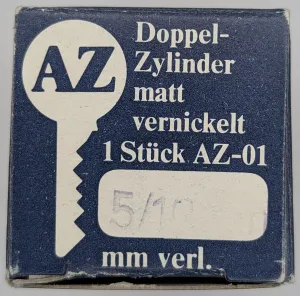 AZ
Doppel-
Zylinder
matt
vernickelt
1 Stück AZ-01
5/10
mm verl.